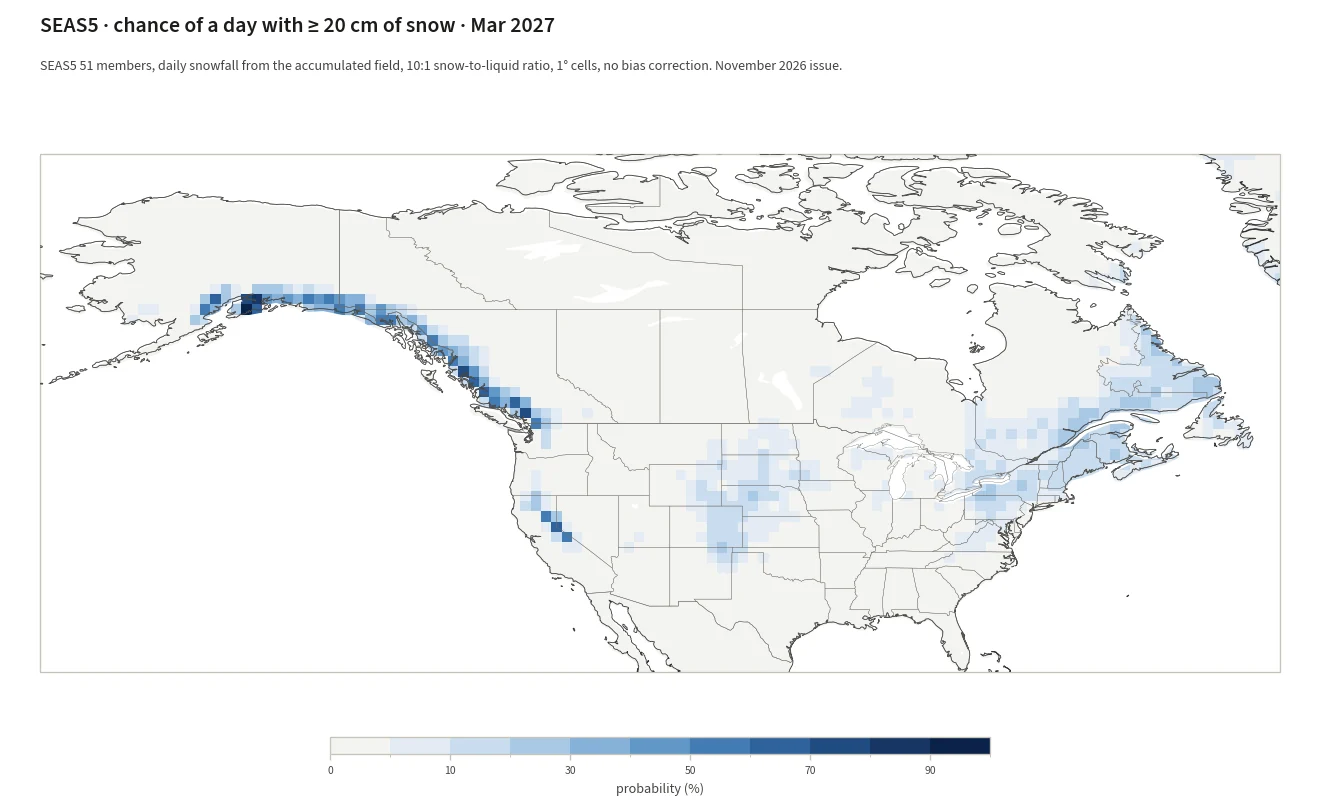 SEAS5 · chance of a day with ≥ 20 cm of snow · Mar 2027
SEAS5 51 members, daily snowfall from the accumulated field, 10:1 snow-to-liquid ratio, 1° cells, no bias correction. November 2026 issue.
0 10 30 50 70 90
probability (%)